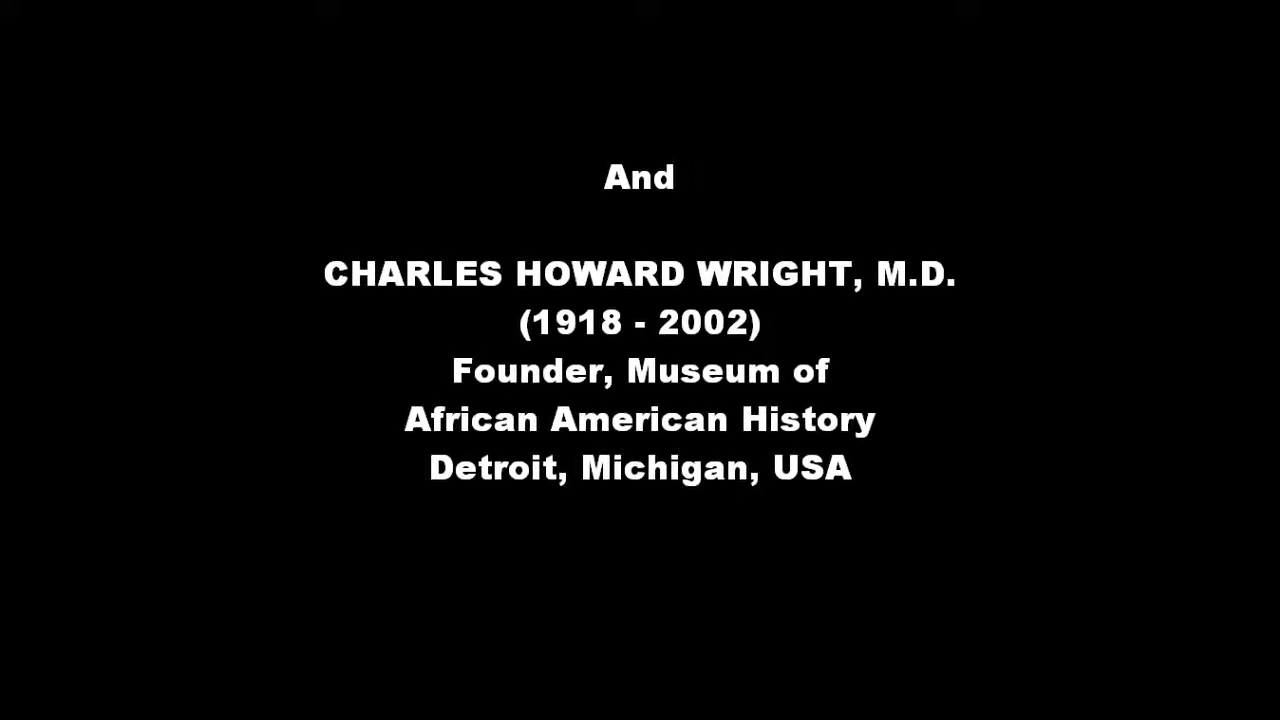 And
CHARLES HOWARD WRIGHT, M.D.
(1918 - 2002)
Founder, Museum of
African American History
Detroit, Michigan, USA